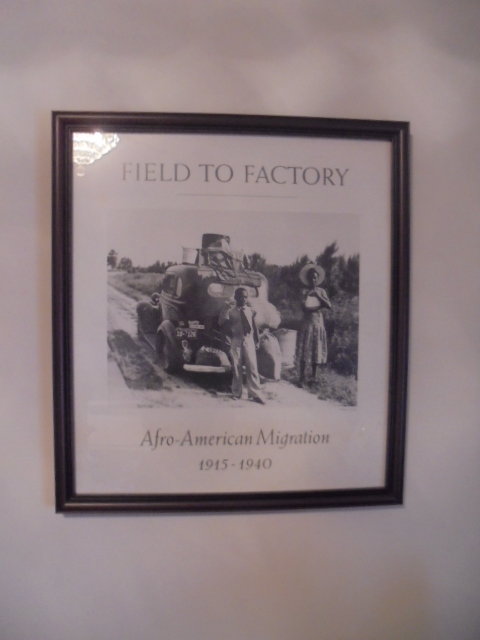 FIELD TO FACTORY
Afro-American Migration
1915-1940